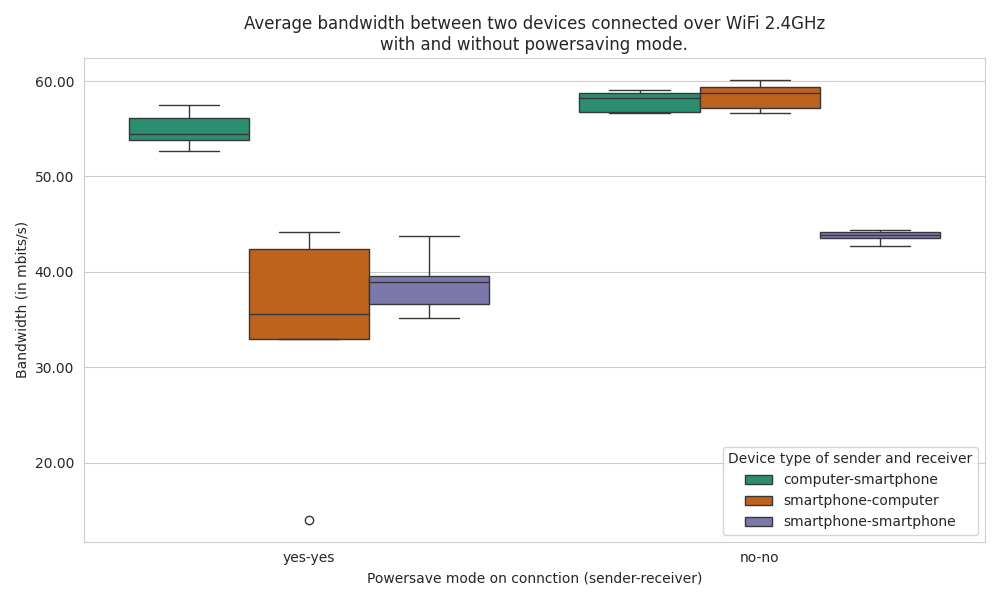 Average bandwidth between two devices connected over WiFi 2.4GHz
with and without powersaving mode.
Bandwidth (in mbits/s)
60.00
50.00
40.00
30.00
20.00
Device type of sender and receiver
computer-smartphone
smartphone-computer
smartphone-smartphone
yes-yes
no-no
Powersave mode on connction (sender-receiver)